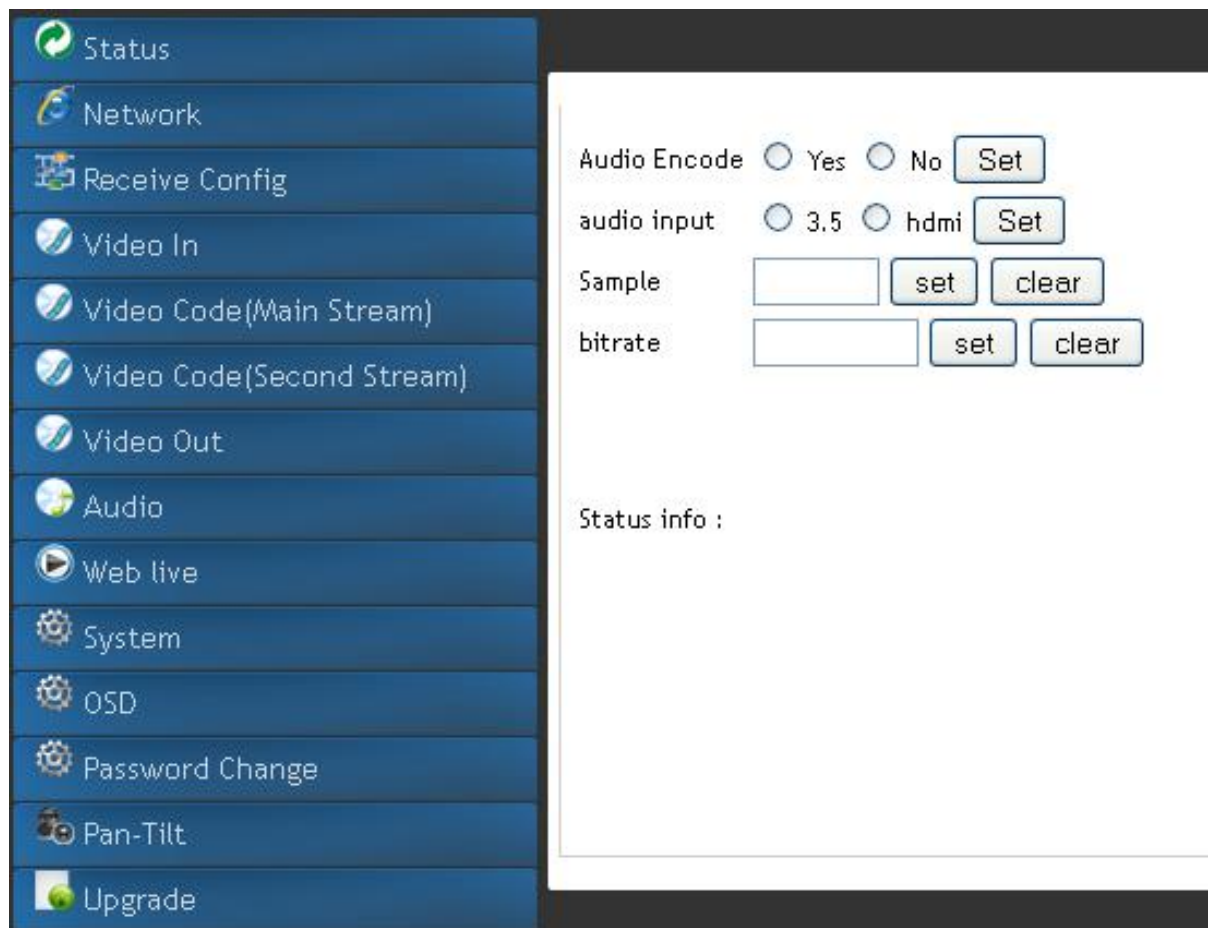 Status
Network
Receive Config
Video In
Video Code(Main Stream)
Video Code(Second Stream)
Video Out
Audio
Web live
System
OSD
Password Change
Pan-Tilt
Upgrade
Audio Encode Yes No Set
audio input 3.5 hdmi Set
Sample set clear
bitrate set clear
Status info :